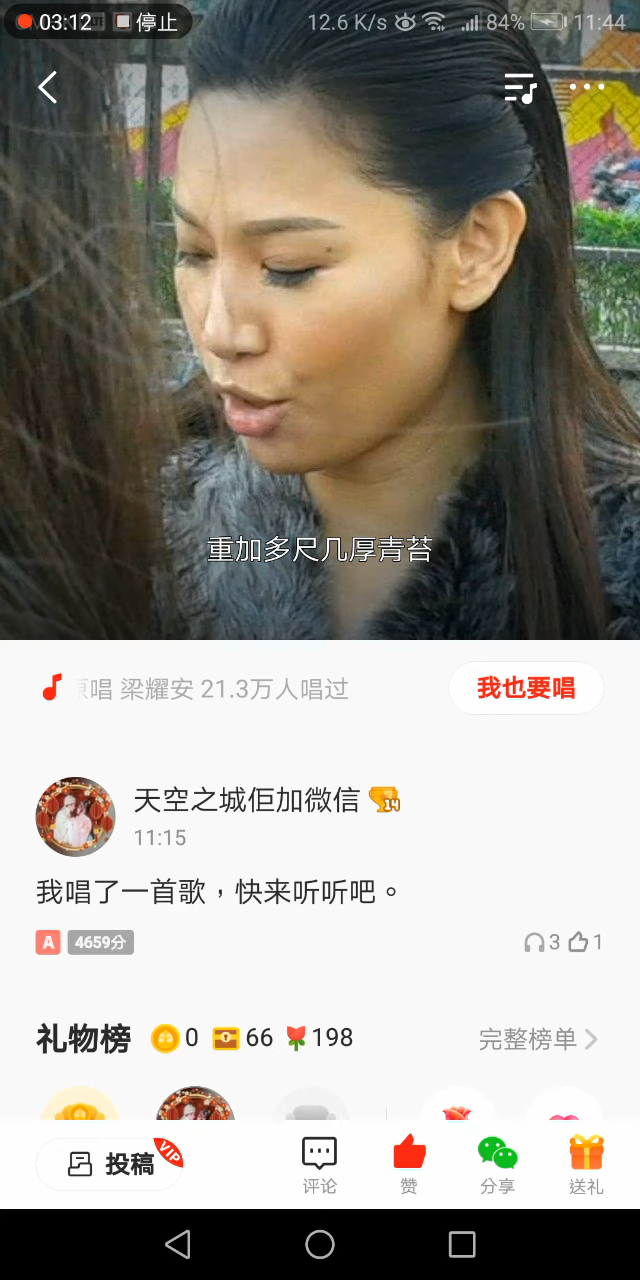 03:12 停止 12.6 K/s 84% 11:44
重加多尺几厚青苔
唱 梁耀安 21.3万人唱过 我也要唱
天空之城佢加微信 14
11:15
我唱了一首歌，快来听听吧。
A 4659分 3 1
礼物榜 0 66 198 完整榜单
投稿 VIP 评论 赞 分享 送礼